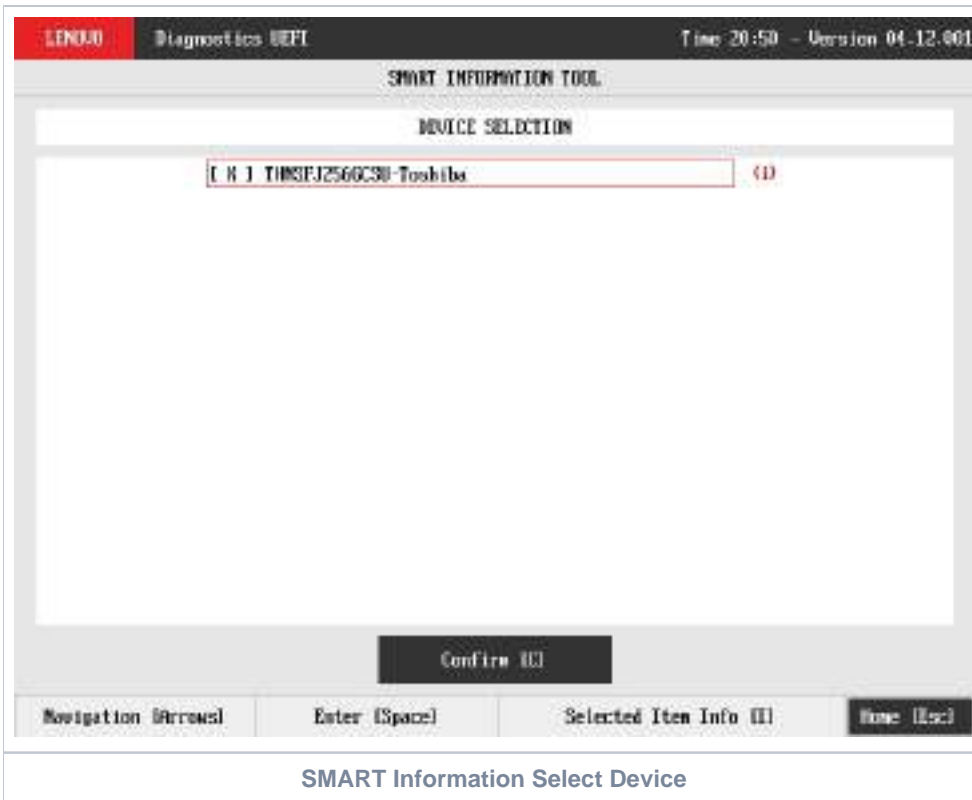 LENOVO Diagnostics UEFI Time 20:50 - Version 04.12.001
SMART INFORMATION TOOL
DEVICE SELECTION
[ X ] THNSFJ256GCSU-Toshiba (i)
Confirm [C]
Navigation [Arrows] Enter [Space] Selected Item Info [I] Home [Esc]
SMART Information Select Device